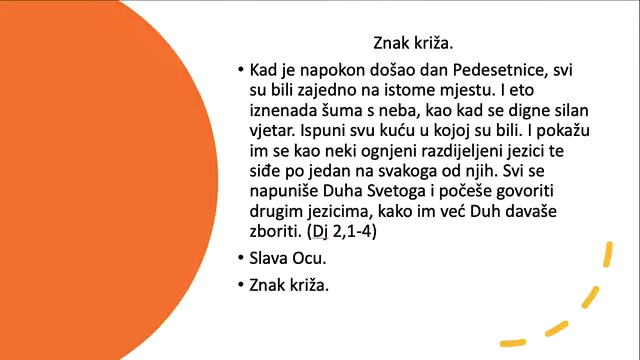 Znak križa.
• Kad je napokon došao dan Pedesetnice, svi
su bili zajedno na istome mjestu. I eto
iznenada šuma s neba, kao kad se digne silan
vjetar. Ispuni svu kuću u kojoj su bili. I pokažu
im se kao neki ognjeni razdijeljeni jezici te
siđe po jedan na svakoga od njih. Svi se
napuniše Duha Svetoga i počeše govoriti
drugim jezicima, kako im već Duh davaše
zboriti. (Dj 2,1-4)
• Slava Ocu.
• Znak križa.